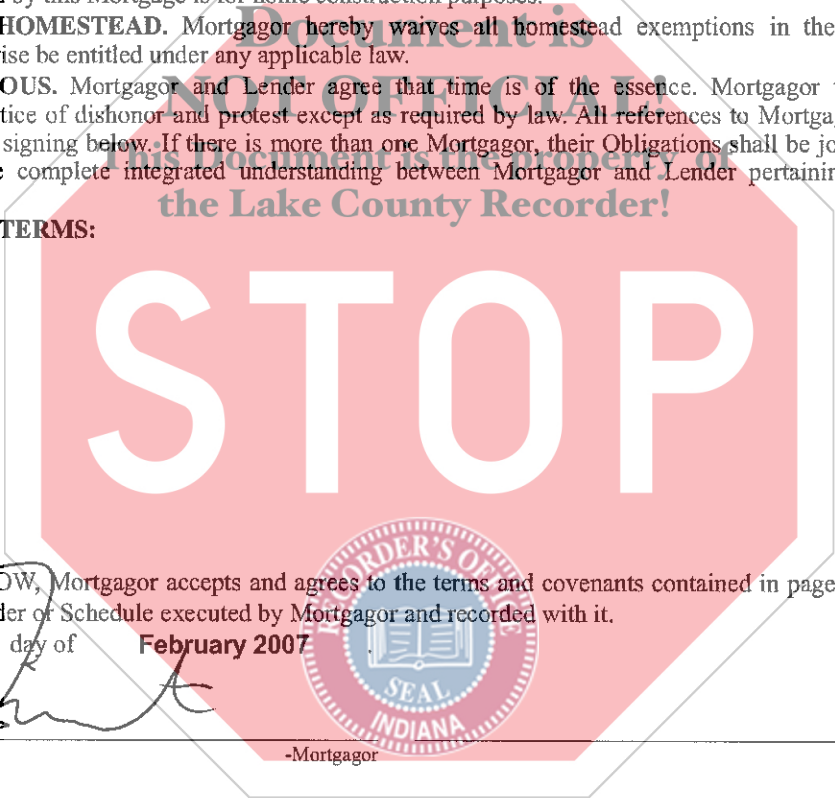 by this Mortgage is for home construction purposes.
Document is
HOMESTEAD. Mortgagor hereby waives all homestead exemptions in the
ise be entitled under any applicable law.
OUS. Mortgagor and Lender agree that time is of the essence. Mortgagor
NOT OFFICIAL!
tice of dishonor and protest except as required by law. All references to Mortga
signing below. If there is more than one Mortgagor, their Obligations shall be jo
This Document is the property of
complete integrated understanding between Mortgagor and Lender pertainin
the Lake County Recorder!
TERMS:
STOP
RECORDER'S OFFICE
OW, Mortgagor accepts and agrees to the terms and covenants contained in page
ler or Schedule executed by Mortgagor and recorded with it.
day of February 2007 .
SEAL
INDIANA
-Mortgagor